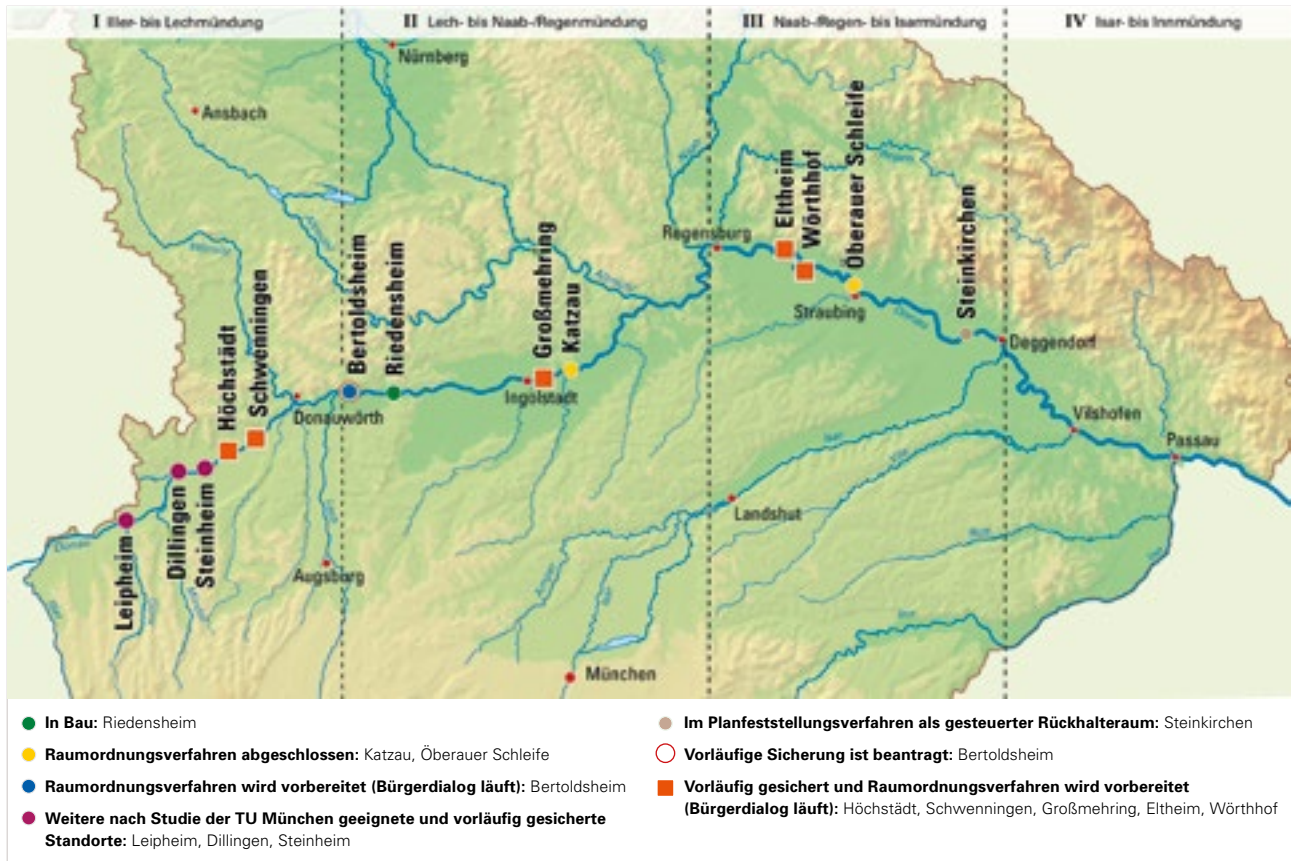 I Iller- bis Lechmündung
II Lech- bis Naab-/Regenmündung
III Naab-/Regen- bis Isarmündung
IV Isar- bis Innmündung
Nürnberg
Ansbach
Regensburg
Eltheim
Wörthhof
Öberauer Schleife
Steinkirchen
Straubing
Donau
Deggendorf
Bertoldsheim
Riedensheim
Großmehring
Katzau
Höchstädt
Schwenningen
Donauwörth
Ingolstadt
Vilshofen
Passau
Isar
Vils
Landshut
Leipheim
Dillingen
Steinheim
Donau
Augsburg
München
In Bau: Riedensheim
Raumordnungsverfahren abgeschlossen: Katzau, Öberauer Schleife
Raumordnungsverfahren wird vorbereitet (Bürgerdialog läuft): Bertoldsheim
Weitere nach Studie der TU München geeignete und vorläufig gesicherte
Standorte: Leipheim, Dillingen, Steinheim
Im Planfeststellungsverfahren als gesteuerter Rückhalteraum: Steinkirchen
Vorläufige Sicherung ist beantragt: Bertoldsheim
Vorläufig gesichert und Raumordnungsverfahren wird vorbereitet
(Bürgerdialog läuft): Höchstädt, Schwenningen, Großmehring, Eltheim, Wörthhof